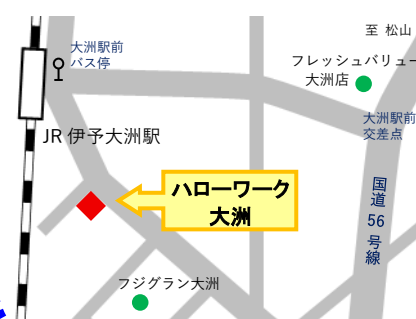 至 松山
大洲駅前
バス停
フレッシュバリュー
大洲店
大洲駅前
交差点
JR 伊予大洲駅
ハローワーク
大洲
国道56号線
フジグラン大洲